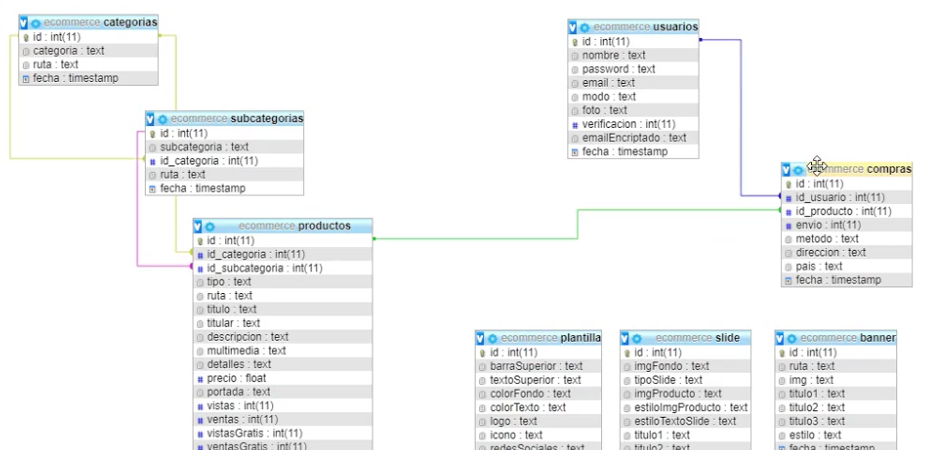 ecommerce categorias
id : int(11)
categoria : text
ruta : text
fecha : timestamp
ecommerce subcategorias
id : int(11)
subcategoria : text
id_categoria : int(11)
ruta : text
fecha : timestamp
ecommerce productos
id : int(11)
id_categoria : int(11)
id_subcategoria : int(11)
tipo : text
ruta : text
titulo : text
titular : text
descripcion : text
multimedia : text
detalles : text
precio : float
portada : text
vistas : int(11)
ventas : int(11)
vistasGratis : int(11)
ventasGratis : int(11)
ecommerce usuarios
id : int(11)
nombre : text
password : text
email : text
modo : text
foto : text
verificacion : int(11)
emailEncriptado : text
fecha : timestamp
compras
id : int(11)
id_usuario : int(11)
id_producto : int(11)
envio : int(11)
metodo : text
direccion : text
pais : text
fecha : timestamp
ecommerce plantilla
id : int(11)
barraSuperior : text
textoSuperior : text
colorFondo : text
colorTexto : text
logo : text
icono : text
redesSociales : text
ecommerce slide
id : int(11)
imgFondo : text
tipoSlide : text
imgProducto : text
estiloImgProducto : text
estiloTextoSlide : text
titulo1 : text
titulo2 : text
ecommerce banner
id : int(11)
ruta : text
img : text
titulo1 : text
titulo2 : text
titulo3 : text
estilo : text
fecha : timestamp